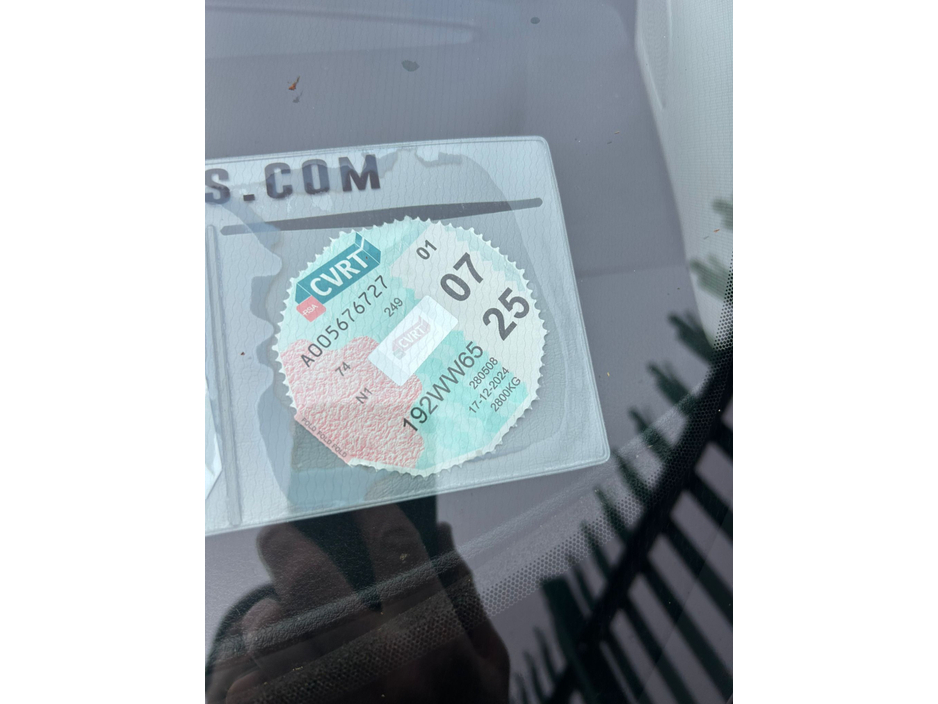 S.COM
CVRT
RSA
A005676727
01
07
25
249
74
N1
CVRT
192WW65
280508
17-12-2024
2800KG